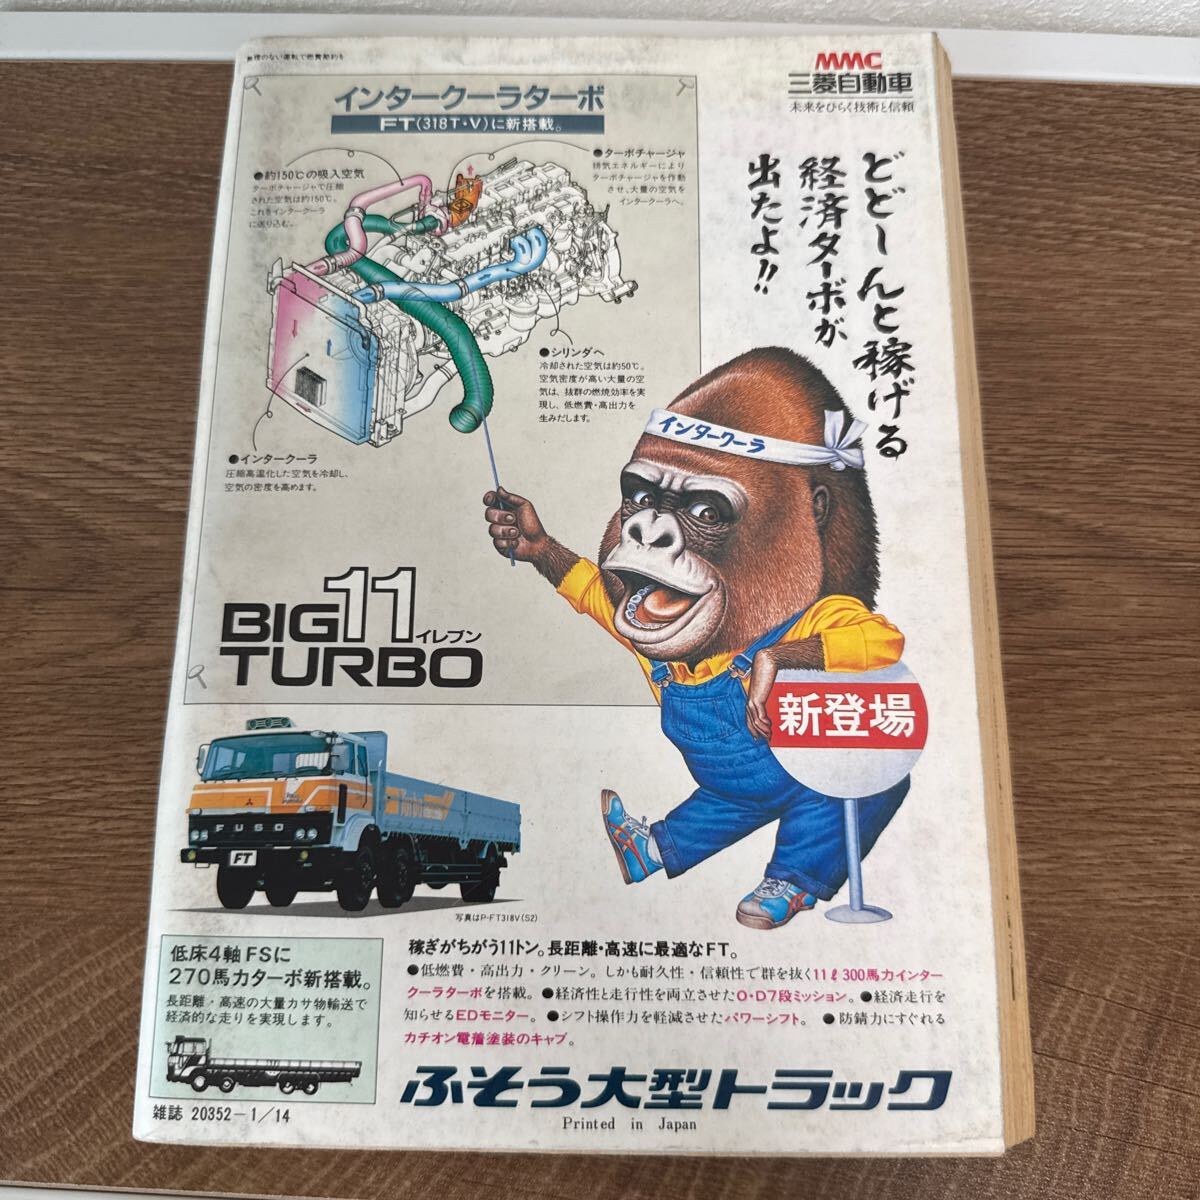 ■煙のない運転で燃費節約を
MMC
三菱自動車
未来をひらく技術と信頼
インタークーラターボ
FT(318T・V)に新搭載。
●約150℃の吸入空気
ターボチャージャで圧縮
された空気は約150℃。
これをインタークーラ
に送り込む。
●ターボチャージャ
排気エネルギーにより
ターボチャージャを作動
させ、大量の空気を
インタークーラへ。
●シリンダへ
冷却された空気は約50℃。
空気密度が高い大量の空
気は、抜群の燃焼効率を実
現し、低燃費・高出力を
生みだします。
●インタークーラ
圧縮高温化した空気を冷却し、
空気の密度を高めます。
どど〜んと稼げる
経済ターボが
出たよ!!
インタークーラ
BIG 11
イレブン
TURBO
新登場
Turbo
FUSO
FT
写真はP-FT318V(S2)
低床4軸FSに
270馬力ターボ新搭載。
長距離・高速の大量カサ物輸送で
経済的な走りを実現します。
稼ぎがちがう11トン。長距離・高速に最適なFT。
●低燃費・高出力・クリーン。しかも耐久性・信頼性で群を抜く11ℓ300馬力インター
クーラターボを搭載。●経済性と走行性を両立させたO・D7段ミッション。●経済走行を
知らせるEDモニター。●シフト操作力を軽減させたパワーシフト。●防錆力にすぐれる
カチオン電着塗装のキャブ。
ふそう大型トラック
雑誌 20352-1/14
Printed in Japan